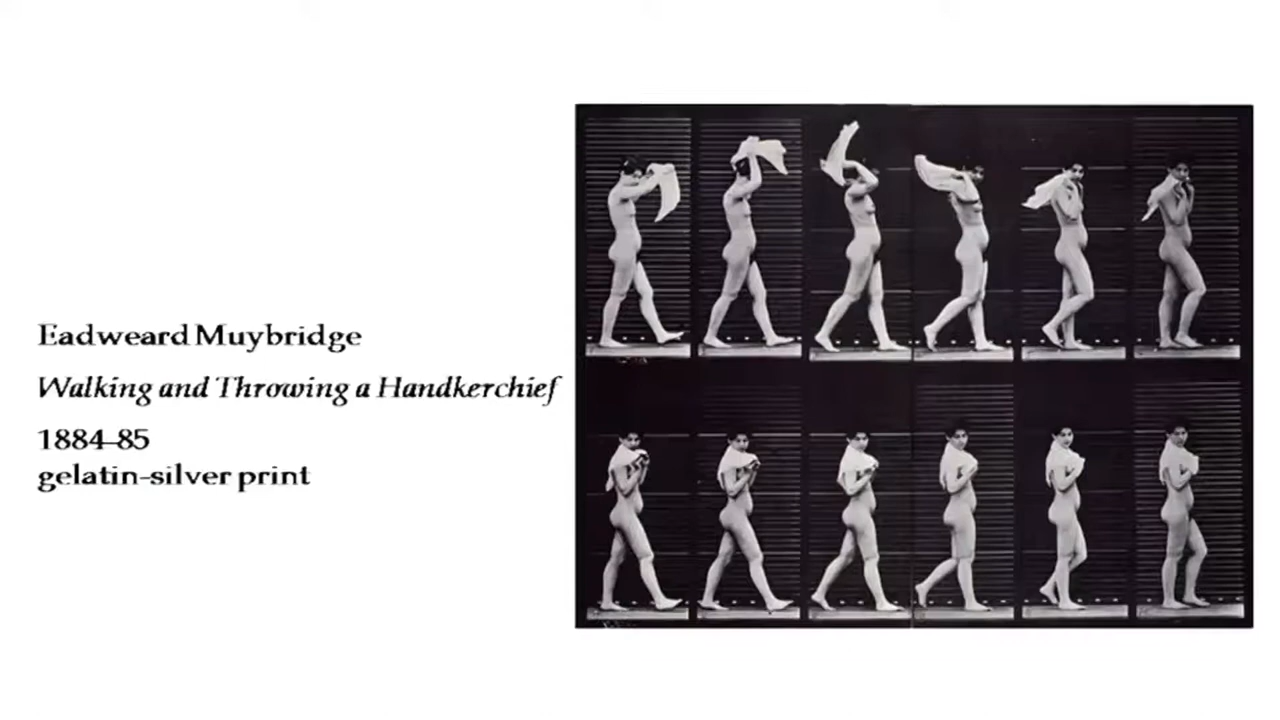 Eadweard Muybridge
Walking and Throwing a Handkerchief
1884-85
gelatin-silver print